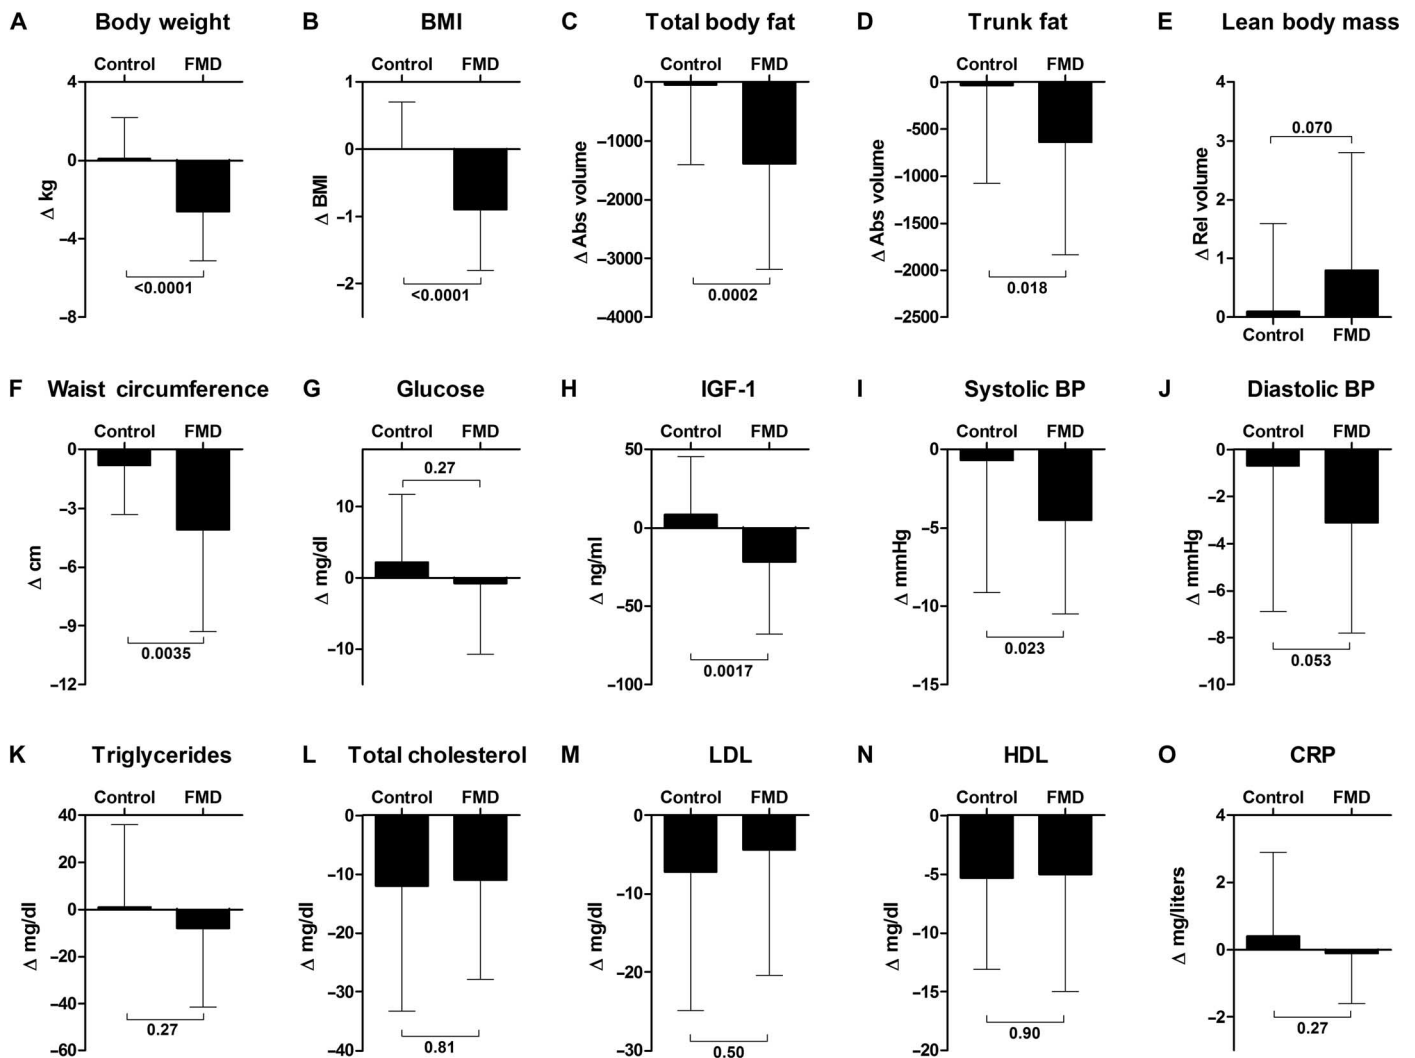 A Body weight
Control FMD
4
0
–4
–8
Δ kg
<0.0001
B BMI
Control FMD
1
0
–1
–2
Δ BMI
<0.0001
C Total body fat
Control FMD
0
–1000
–2000
–3000
–4000
Δ Abs volume
0.0002
D Trunk fat
Control FMD
0
–500
–1000
–1500
–2000
–2500
Δ Abs volume
0.018
E Lean body mass
4
3
2
1
0
Δ Rel volume
0.070
Control FMD
F Waist circumference
Control FMD
0
–3
–6
–9
–12
Δ cm
0.0035
G Glucose
Control FMD
10
0
–10
Δ mg/dl
0.27
H IGF-1
Control FMD
50
0
–50
–100
Δ ng/ml
0.0017
I Systolic BP
Control FMD
0
–5
–10
–15
Δ mmHg
0.023
J Diastolic BP
Control FMD
0
–2
–4
–6
–8
–10
Δ mmHg
0.053
K Triglycerides
Control FMD
40
20
0
–20
–40
–60
Δ mg/dl
0.27
L Total cholesterol
Control FMD
0
–10
–20
–30
–40
Δ mg/dl
0.81
M LDL
Control FMD
0
–10
–20
–30
Δ mg/dl
0.50
N HDL
Control FMD
0
–5
–10
–15
–20
Δ mg/dl
0.90
O CRP
Control FMD
4
2
0
–2
Δ mg/liters
0.27